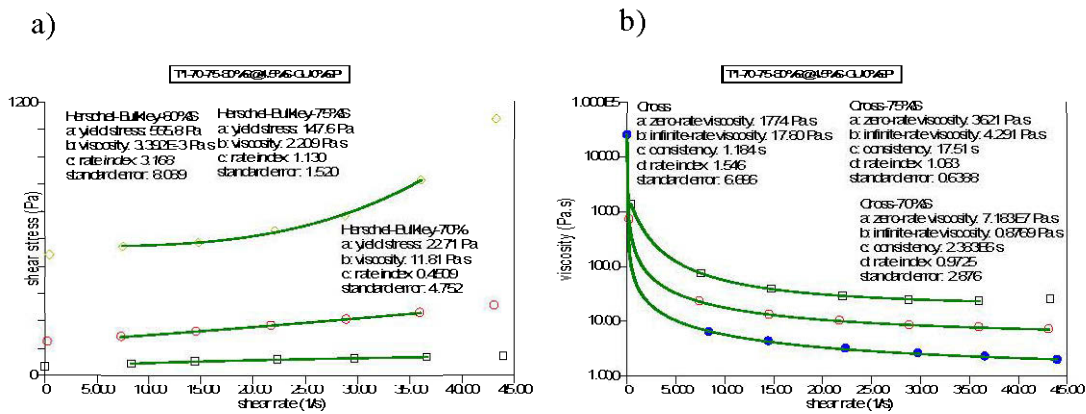 a)
b)
T1-70-75-80%S@4.5%S-GU0%P
T1-70-75-80%S@4.5%S-GU0%P
1200
0
shear stress (Pa)
Herschel-Bulkley-80%S
a: yield stress: 565.8 Pa
b: viscosity: 3.392E-3 Pa.s
c: rate index: 3.168
standard error: 8.039
Herschel-Bulkley-75%S
a: yield stress: 147.6 Pa
b: viscosity: 2.209 Pa.s
c: rate index: 1.130
standard error: 1.520
Herschel-Bulkley-70%
a: yield stress: 22.71 Pa
b: viscosity: 11.81 Pa.s
c: rate index: 0.4509
standard error: 4.752
0 5.000 10.00 15.00 20.00 25.00 30.00 35.00 40.00 45.00
shear rate (1/s)
1.000E5
10000
1000
100.0
10.00
1.000
viscosity (Pa.s)
Cross
a: zero-rate viscosity: 1774 Pa.s
b: infinite-rate viscosity: 17.80 Pa.s
c: consistency: 1.184 s
d: rate index: 1.546
standard error: 6.696
Cross-75%S
a: zero-rate viscosity: 3621 Pa.s
b: infinite-rate viscosity: 4.291 Pa.s
c: consistency: 17.51 s
d: rate index: 1.083
standard error: 0.6388
Cross-70%S
a: zero-rate viscosity: 7.183E7 Pa.s
b: infinite-rate viscosity: 0.8769 Pa.s
c: consistency: 2.383E6 s
d: rate index: 0.9725
standard error: 2.876
0 5.000 10.00 15.00 20.00 25.00 30.00 35.00 40.00 45.00
shear rate (1/s)